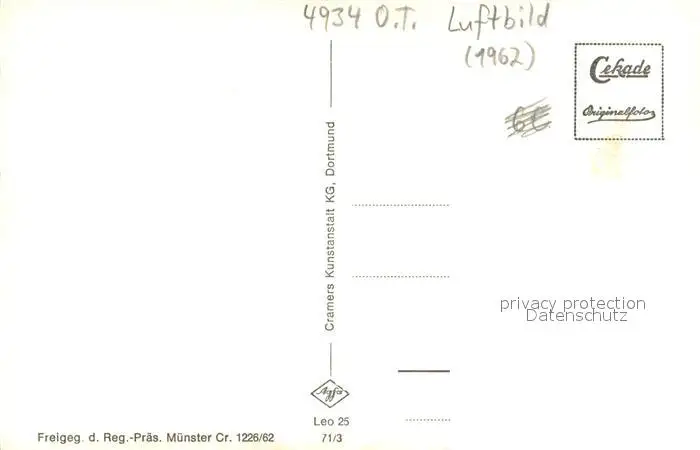 4934 O.T. Luftbild
(1962)
Cekade
Originalfoto
6€
Cramers Kunstanstalt KG, Dortmund
privacy protection
Datenschutz
Agfa
Leo 25
71/3
Freigeg. d. Reg.-Präs. Münster Cr. 1226/62